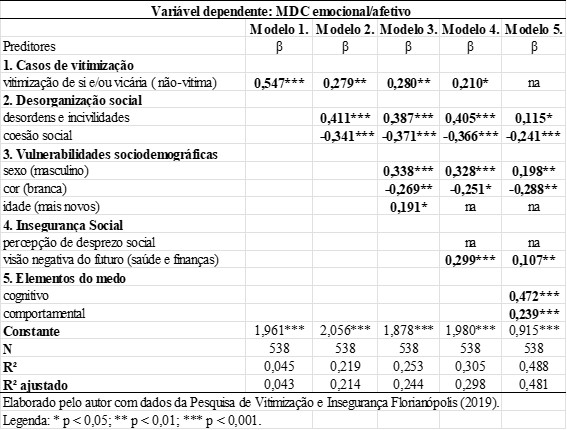 Variável dependente: MDC emocional/afetivo
Modelo 1. Modelo 2. Modelo 3. Modelo 4. Modelo 5.
Preditores β β β β β
1. Casos de vitimização
vitimização de si e/ou vicária ( não-vitima) 0,547*** 0,279** 0,280** 0,210* na
2. Desorganização social
desordens e incivilidades 0,411*** 0,387*** 0,405*** 0,115*
coesão social -0,341*** -0,371*** -0,366*** -0,241***
3. Vulnerabilidades sociodemográficas
sexo (masculino) 0,338*** 0,328*** 0,198**
cor (branca) -0,269** -0,251* -0,288**
idade (mais novos) 0,191* na na
4. Insegurança Social
percepção de desprezo social na na
visão negativa do futuro (saúde e finanças) 0,299*** 0,107**
5. Elementos do medo
cognitivo 0,472***
comportamental 0,239***
Constante 1,961*** 2,056*** 1,878*** 1,980*** 0,915***
N 538 538 538 538 538
R² 0,045 0,219 0,253 0,305 0,488
R² ajustado 0,043 0,214 0,244 0,298 0,481
Elaborado pelo autor com dados da Pesquisa de Vitimização e Insegurança Florianópolis (2019).
Legenda: * p < 0,05; ** p < 0,01; *** p < 0,001.